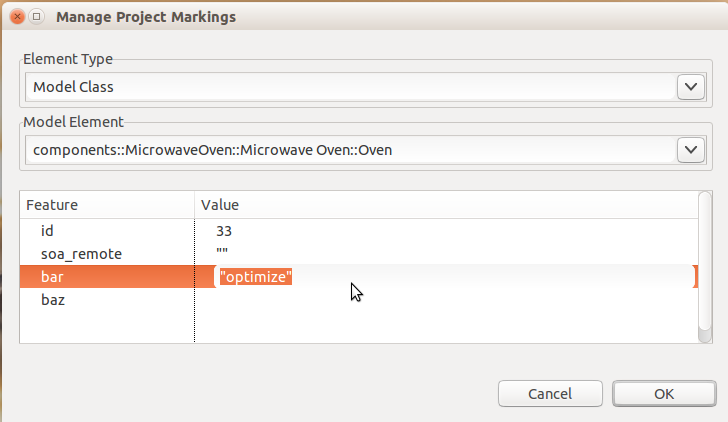 Manage Project Markings
Element Type
Model Class
Model Element
components::MicrowaveOven::Microwave Oven::Oven
Feature Value
id 33
soa_remote ""
bar "optimize"
baz
Cancel OK